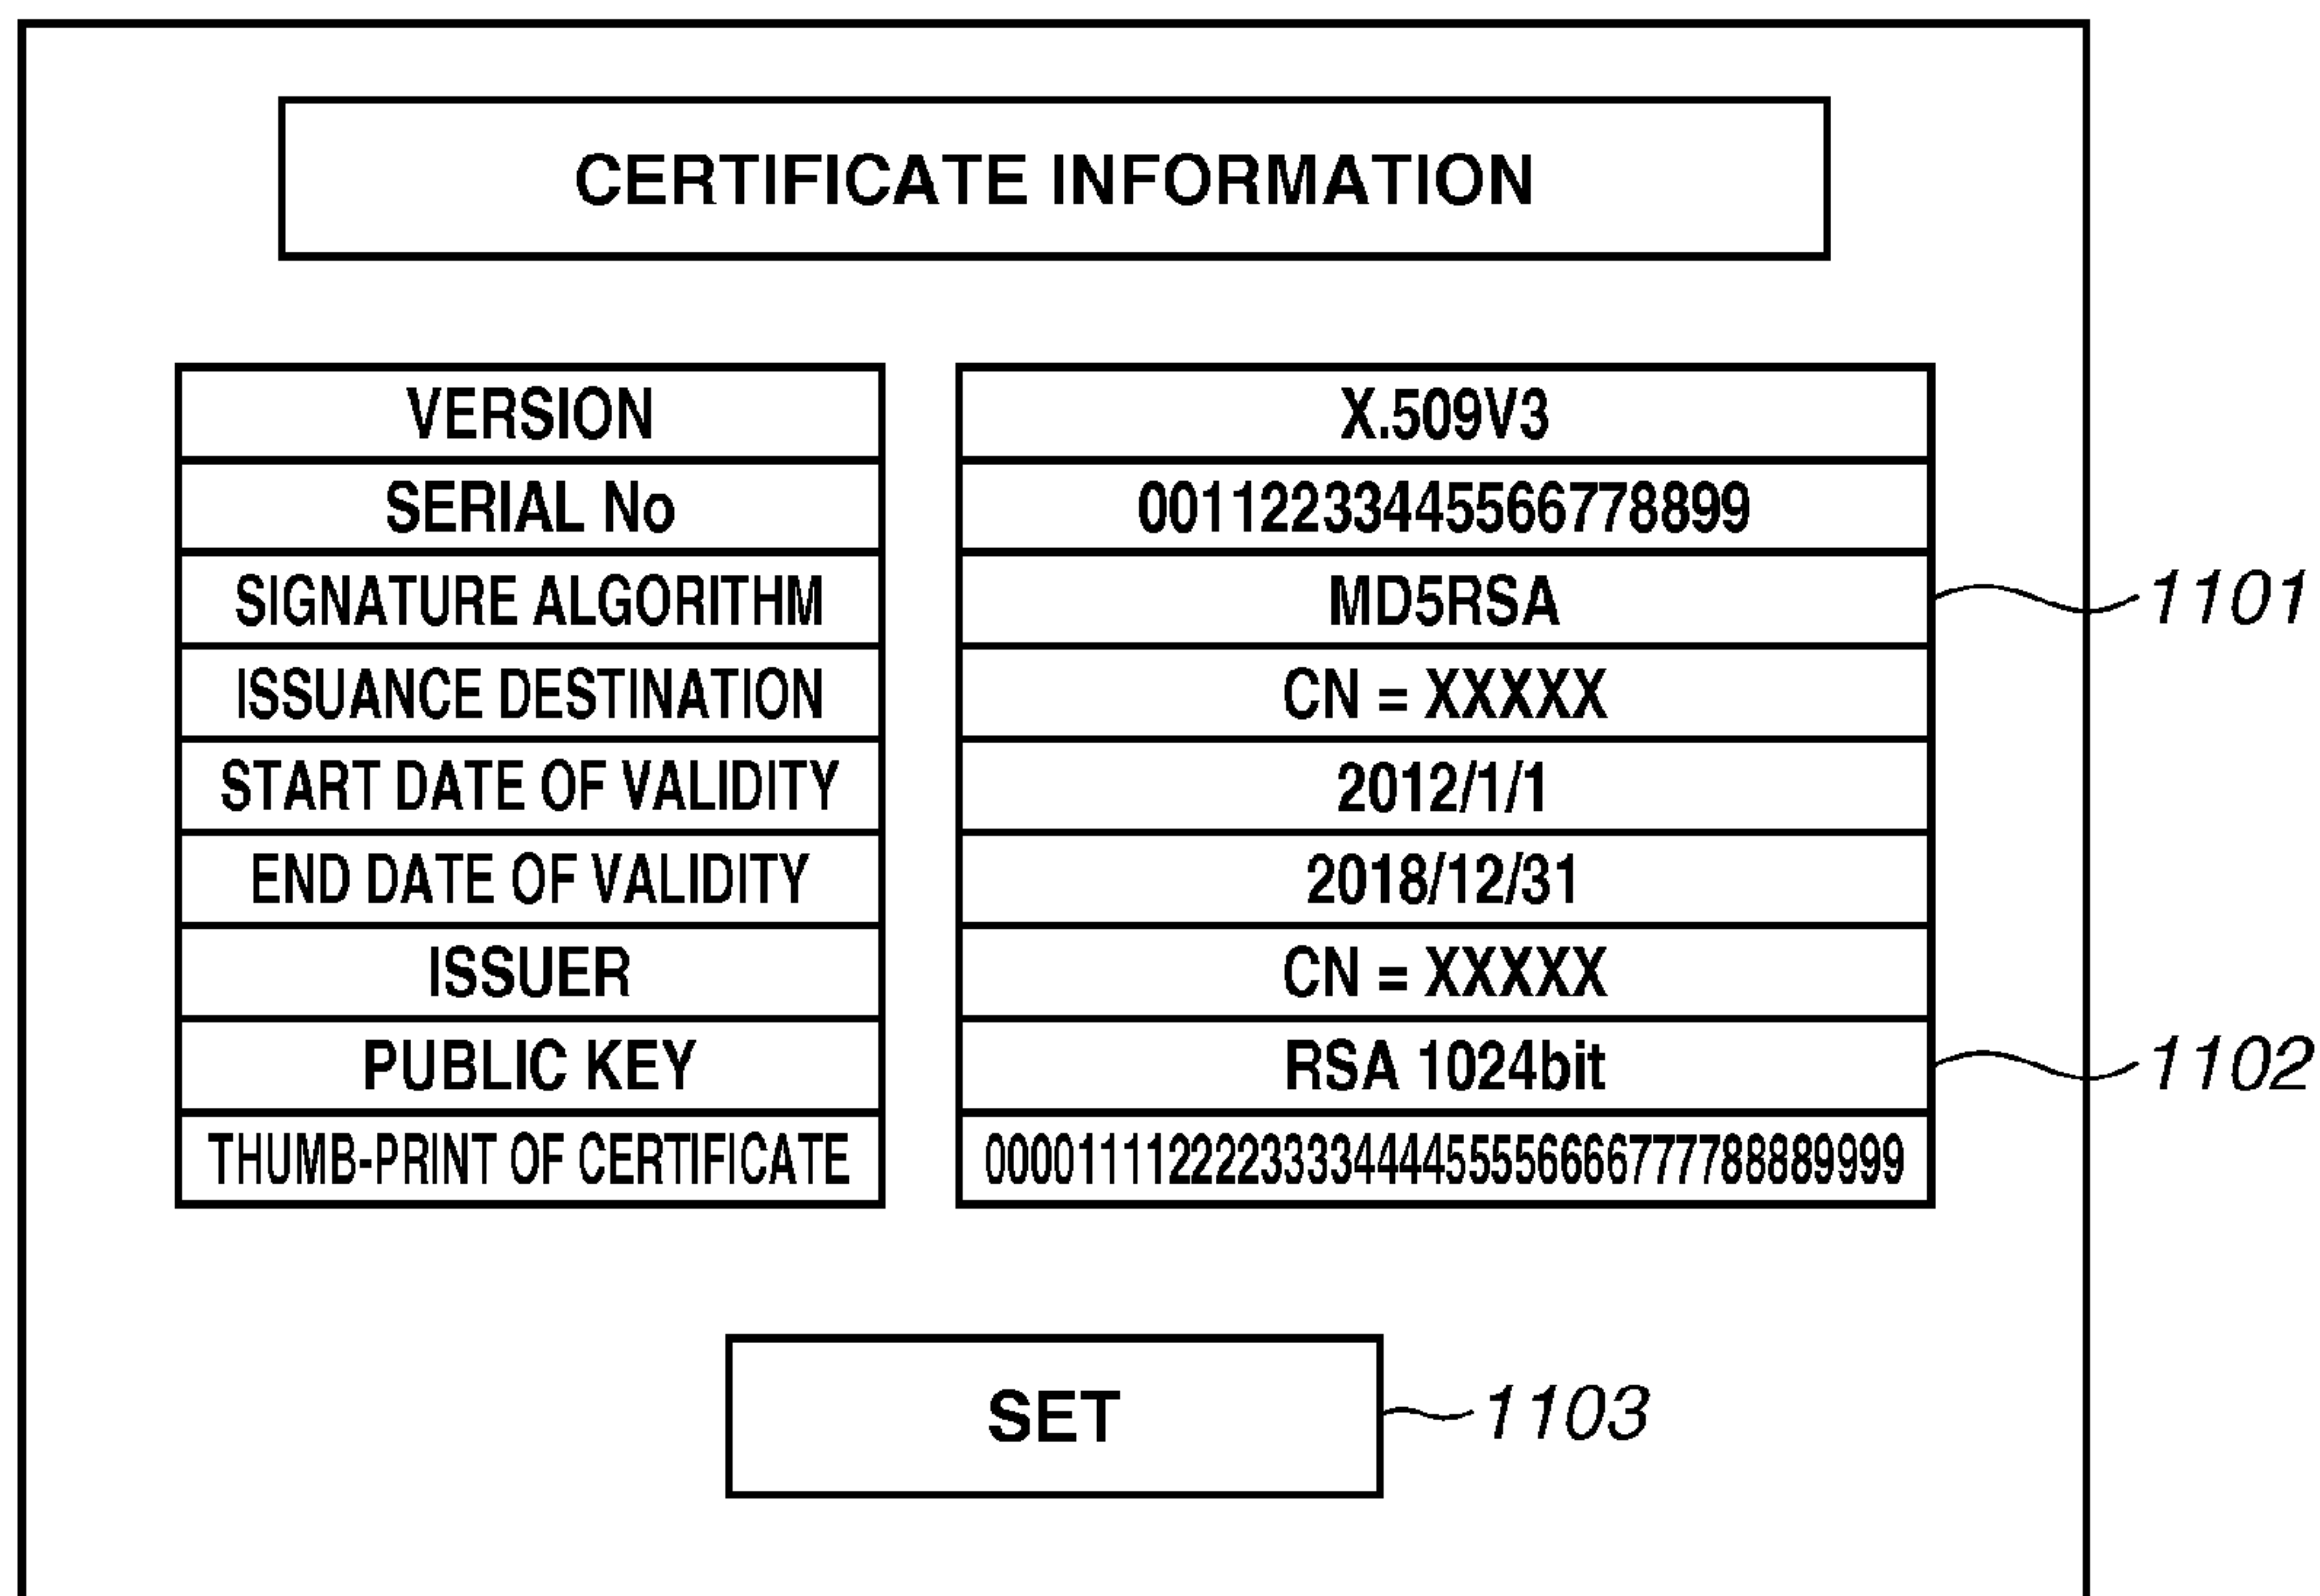 CERTIFICATE INFORMATION
VERSION X.509V3
SERIAL No 00112233445566778899
SIGNATURE ALGORITHM MD5RSA 1101
ISSUANCE DESTINATION CN = XXXXX
START DATE OF VALIDITY 2012/1/1
END DATE OF VALIDITY 2018/12/31
ISSUER CN = XXXXX
PUBLIC KEY RSA 1024bit 1102
THUMB-PRINT OF CERTIFICATE 0000111122223333444455556666777788889999
SET 1103